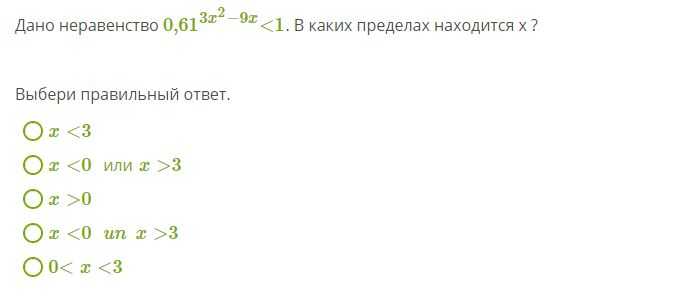 Дано неравенство 0,61^{3x^2−9x}<1. В каких пределах находится x ?
Выбери правильный ответ.
x <3
x <0 или x >3
x >0
x <0 un x >3
0< x <3